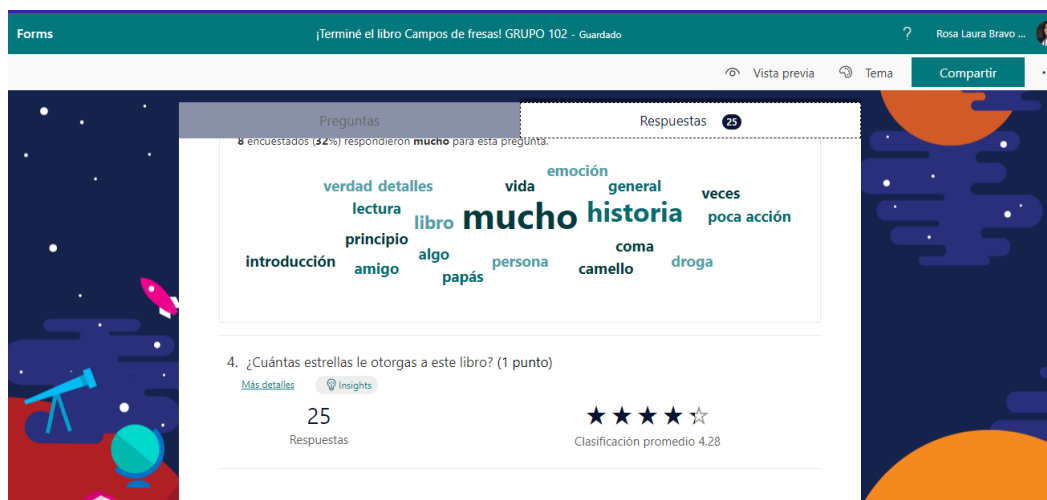 Forms
¡Terminé el libro Campos de fresas! GRUPO 102 - Guardado
? Rosa Laura Bravo ...
Vista previa
Tema
Compartir
Preguntas
Respuestas 25
8 encuestados (32%) respondieron mucho para esta pregunta.
emoción
verdad detalles vida general
veces
lectura
libro mucho historia poca acción
principio
coma
algo
introducción amigo persona camello droga
papás
4. ¿Cuántas estrellas le otorgas a este libro? (1 punto)
Más detalles Insights
25
Respuestas
Clasificación promedio 4.28